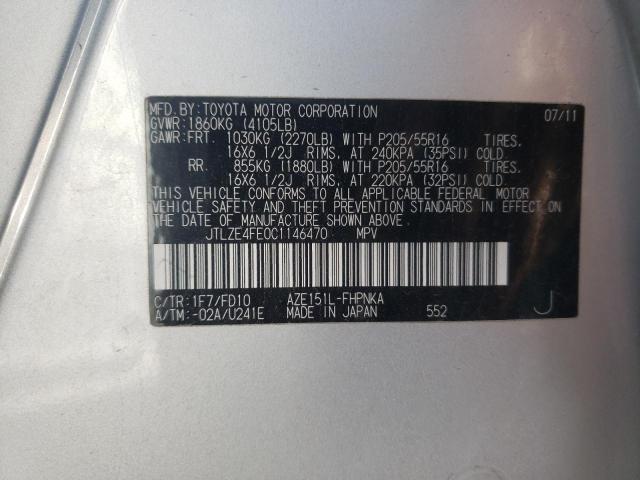 MFD.BY:TOYOTA MOTOR CORPORATION 07/11
GVWR:1860KG (4105LB)
GAWR:FRT. 1030KG (2270LB) WITH P205/55R16 TIRES.
16X6 1/2J RIMS, AT 240KPA (35PSI) COLD
RR. 855KG (1880LB) WITH P205/55R16 TIRES.
16X6 1/2J RIMS, AT 220KPA (32PSI) COLD
THIS VEHICLE CONFORMS TO ALL APPLICABLE FEDERAL MOTOR
VEHICLE SAFETY AND THEFT PREVENTION STANDARDS IN EFFECT ON
THE DATE OF MANUFACTURE SHOWN ABOVE.
JTLZE4FE0C1146470 MPV
C/TR:1F7/FD10 AZE151L-FHPNKA
A/TM:-02A/U241E MADE IN JAPAN 552 J